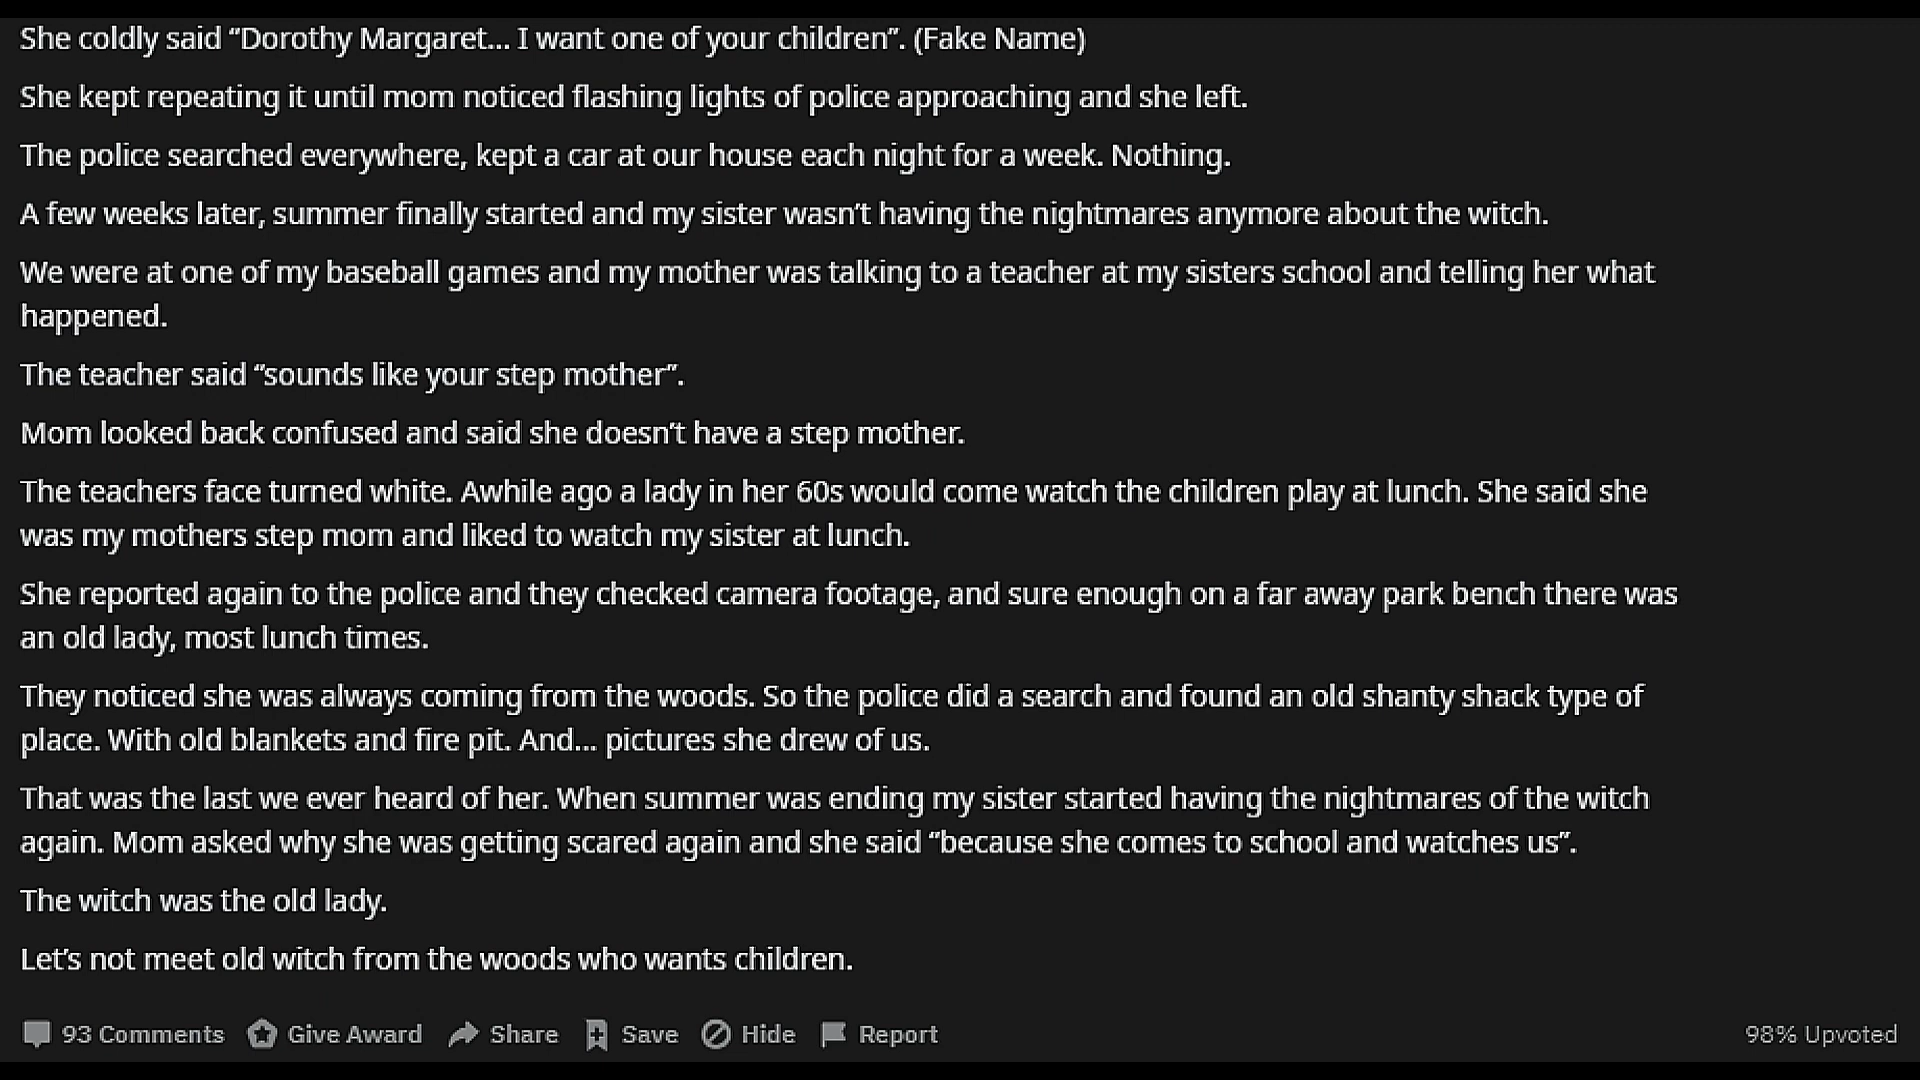 She coldly said “Dorothy Margaret... I want one of your children”. (Fake Name)
She kept repeating it until mom noticed flashing lights of police approaching and she left.
The police searched everywhere, kept a car at our house each night for a week. Nothing.
A few weeks later, summer finally started and my sister wasn’t having the nightmares anymore about the witch.
We were at one of my baseball games and my mother was talking to a teacher at my sisters school and telling her what
happened.
The teacher said “sounds like your step mother”.
Mom looked back confused and said she doesn’t have a step mother.
The teachers face turned white. Awhile ago a lady in her 60s would come watch the children play at lunch. She said she
was my mothers step mom and liked to watch my sister at lunch.
She reported again to the police and they checked camera footage, and sure enough on a far away park bench there was
an old lady, most lunch times.
They noticed she was always coming from the woods. So the police did a search and found an old shanty shack type of
place. With old blankets and fire pit. And... pictures she drew of us.
That was the last we ever heard of her. When summer was ending my sister started having the nightmares of the witch
again. Mom asked why she was getting scared again and she said “because she comes to school and watches us”.
The witch was the old lady.
Let’s not meet old witch from the woods who wants children.
93 Comments Give Award Share Save Hide Report 98% Upvoted